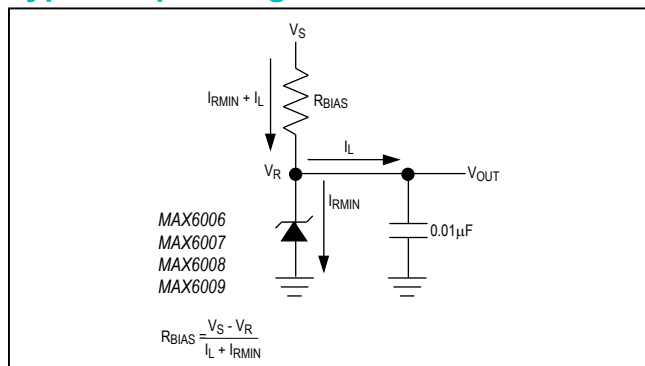 VS
IRMIN + IL
RBIAS
IL
VR
VOUT
IRMIN
MAX6006
MAX6007
MAX6008
MAX6009
0.01μF
RBIAS = VS - VR
IL + IRMIN